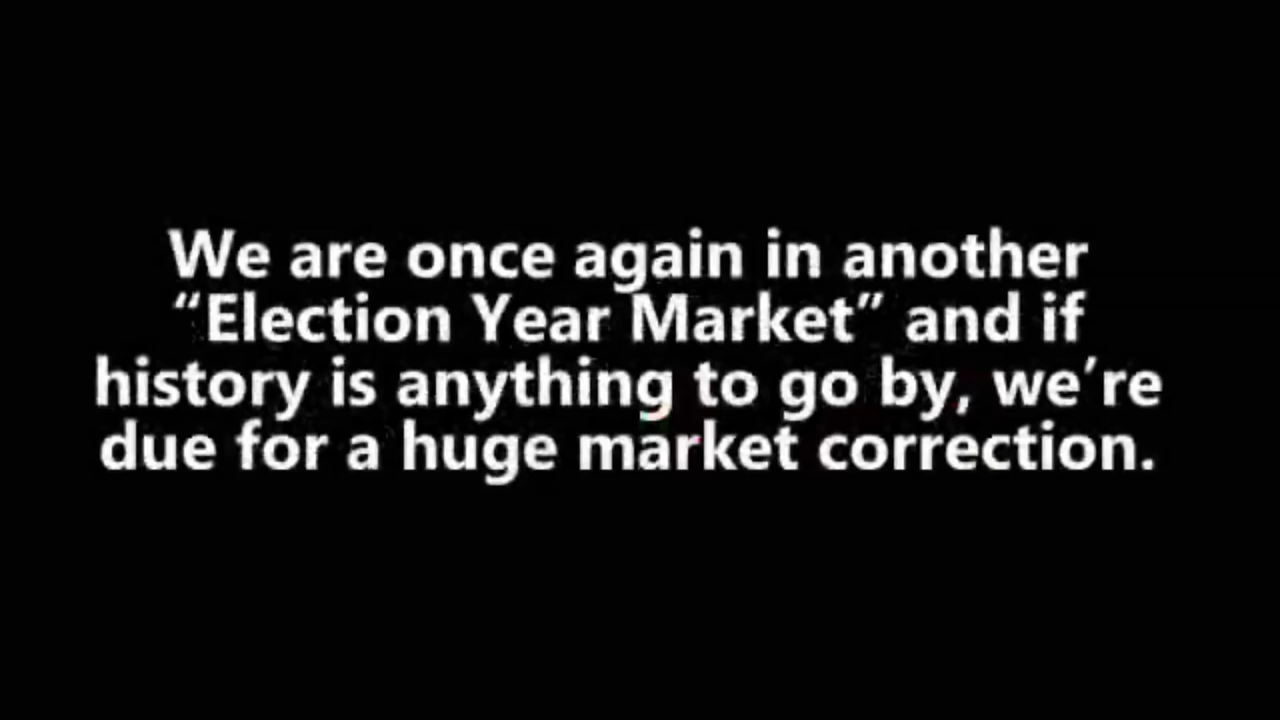 We are once again in another
“Election Year Market” and if
history is anything to go by, we’re
due for a huge market correction.